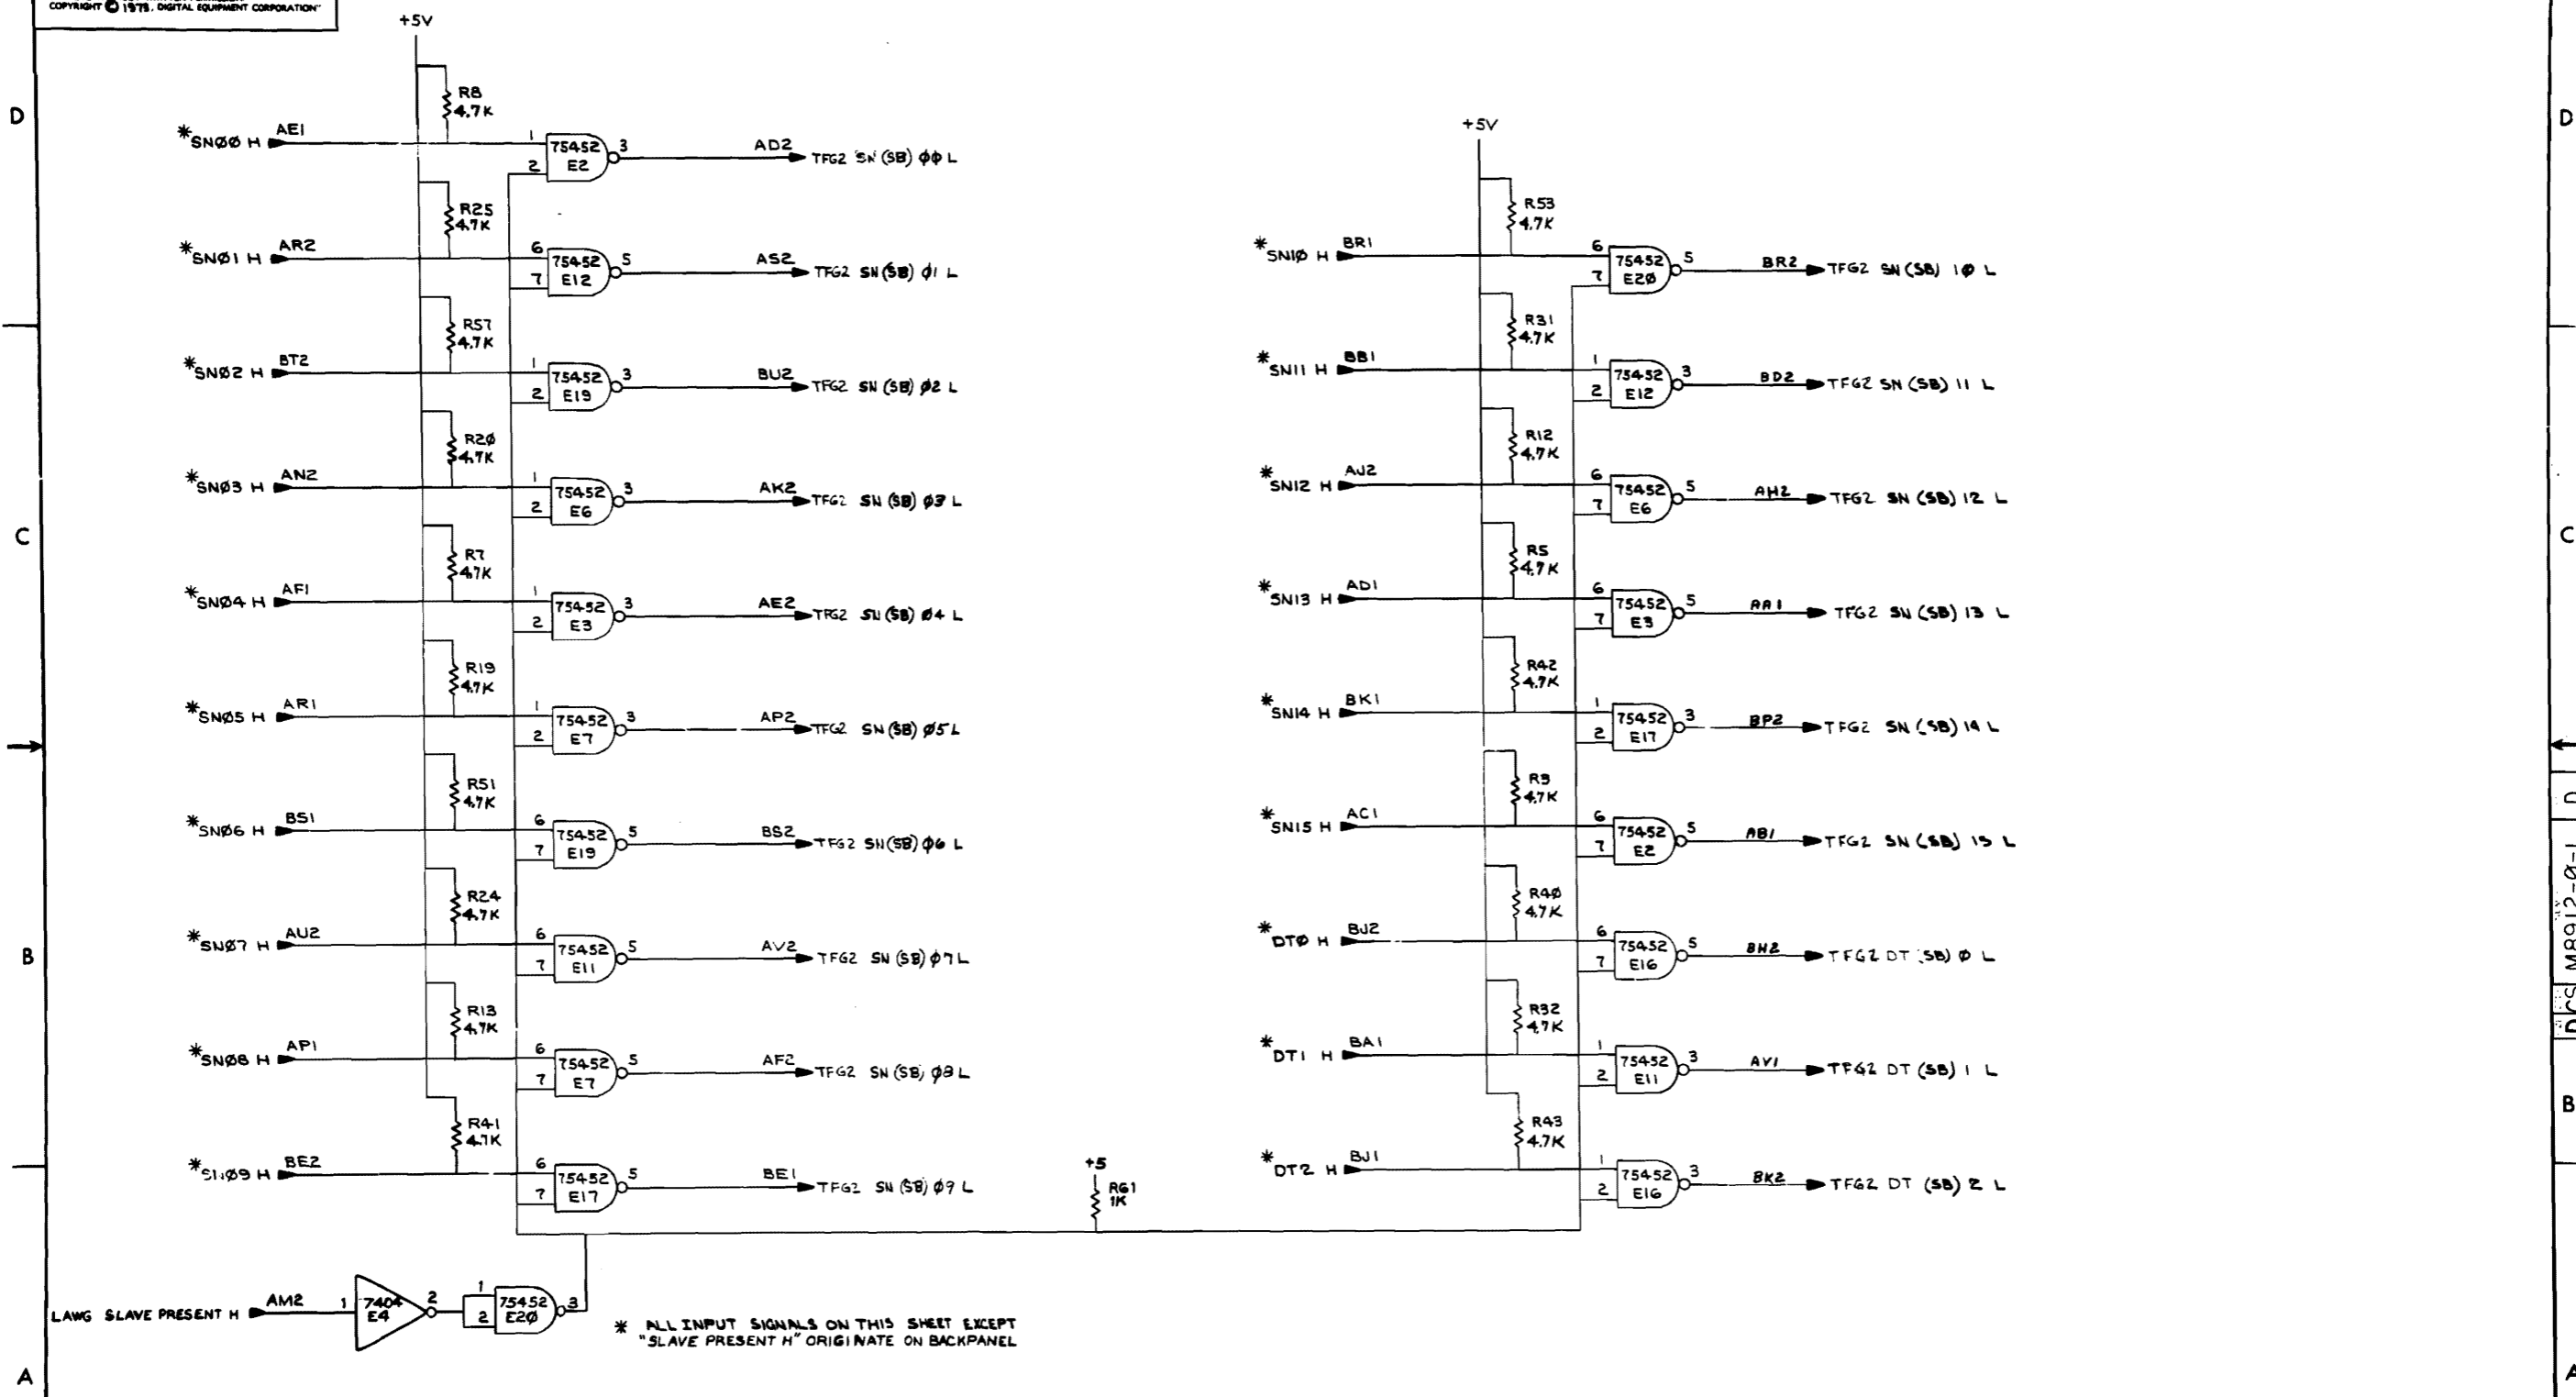 COPYRIGHT © 1978, DIGITAL EQUIPMENT CORPORATION"
+5V
R8
4.7K
*SNØØ H AE1 1 2 75452 E2 3 AD2 TFG2 SN (SB) ØØ L
R25
4.7K
*SNØ1 H AR2 6 7 75452 E12 5 AS2 TFG2 SN (SB) Ø1 L
R57
4.7K
*SNØ2 H BT2 1 2 75452 E19 3 BU2 TFG2 SN (SB) Ø2 L
R2Ø
4.7K
*SNØ3 H AN2 1 2 75452 E6 3 AK2 TFG2 SN (SB) Ø3 L
R7
4.7K
*SNØ4 H AF1 1 2 75452 E3 3 AE2 TFG2 SN (SB) Ø4 L
R19
4.7K
*SNØ5 H AR1 1 2 75452 E7 3 AP2 TFG2 SN (SB) Ø5 L
R51
4.7K
*SNØ6 H BS1 6 7 75452 E19 5 BS2 TFG2 SN (SB) Ø6 L
R24
4.7K
*SNØ7 H AU2 6 7 75452 E11 5 AV2 TFG2 SN (SB) Ø7 L
R13
4.7K
*SNØ8 H AP1 6 7 75452 E7 5 AF2 TFG2 SN (SB) Ø8 L
R41
4.7K
*SNØ9 H BE2 6 7 75452 E17 5 BE1 TFG2 SN (SB) Ø9 L
+5
R61
1K
LAWG SLAVE PRESENT H AM2 1 7404 E4 2 1 2 75452 E2Ø 3
* ALL INPUT SIGNALS ON THIS SHEET EXCEPT
"SLAVE PRESENT H" ORIGINATE ON BACKPANEL
+5V
R53
4.7K
*SN1Ø H BR1 6 7 75452 E2Ø 5 BR2 TFG2 SN (SB) 1Ø L
R31
4.7K
*SN11 H BB1 1 2 75452 E12 3 BD2 TFG2 SN (SB) 11 L
R12
4.7K
*SN12 H AJ2 6 7 75452 E6 5 AH2 TFG2 SN (SB) 12 L
R5
4.7K
*SN13 H AD1 6 7 75452 E3 5 AA1 TFG2 SN (SB) 13 L
R42
4.7K
*SN14 H BK1 1 2 75452 E17 3 BP2 TFG2 SN (SB) 14 L
R9
4.7K
*SN15 H AC1 6 7 75452 E2 5 AB1 TFG2 SN (SB) 15 L
R4Ø
4.7K
*DTØ H BJ2 6 7 75452 E16 5 BH2 TFG2 DT (SB) Ø L
R32
4.7K
*DT1 H BA1 1 2 75452 E11 3 AV1 TFG2 DT (SB) 1 L
R43
4.7K
*DT2 H BJ1 1 2 75452 E16 3 BK2 TFG2 DT (SB) 2 L
D
C
B
A
D
C
B
A
D CS M8912-Ø-1 D